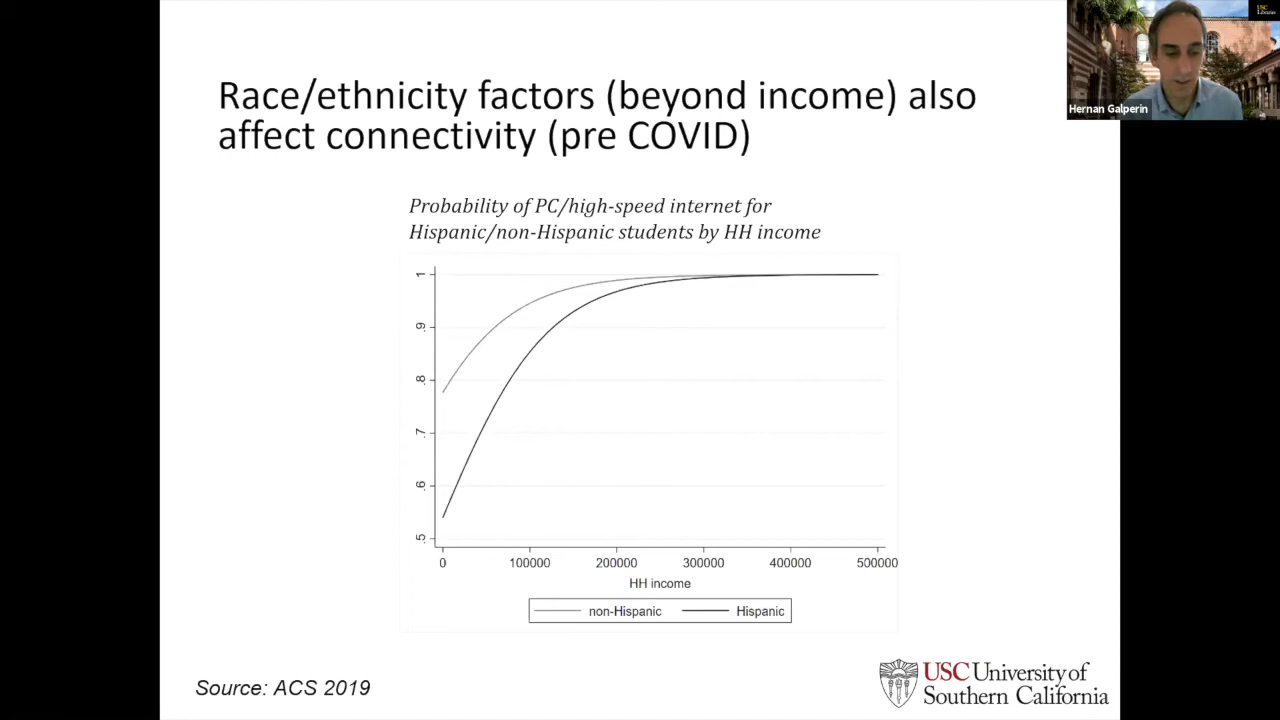 USC
Libraries
Hernan Galperin
Race/ethnicity factors (beyond income) also
affect connectivity (pre COVID)
Probability of PC/high-speed internet for
Hispanic/non-Hispanic students by HH income
1
.9
.8
.7
.6
.5
0 100000 200000 300000 400000 500000
HH income
non-Hispanic Hispanic
Source: ACS 2019
USC University of
Southern California